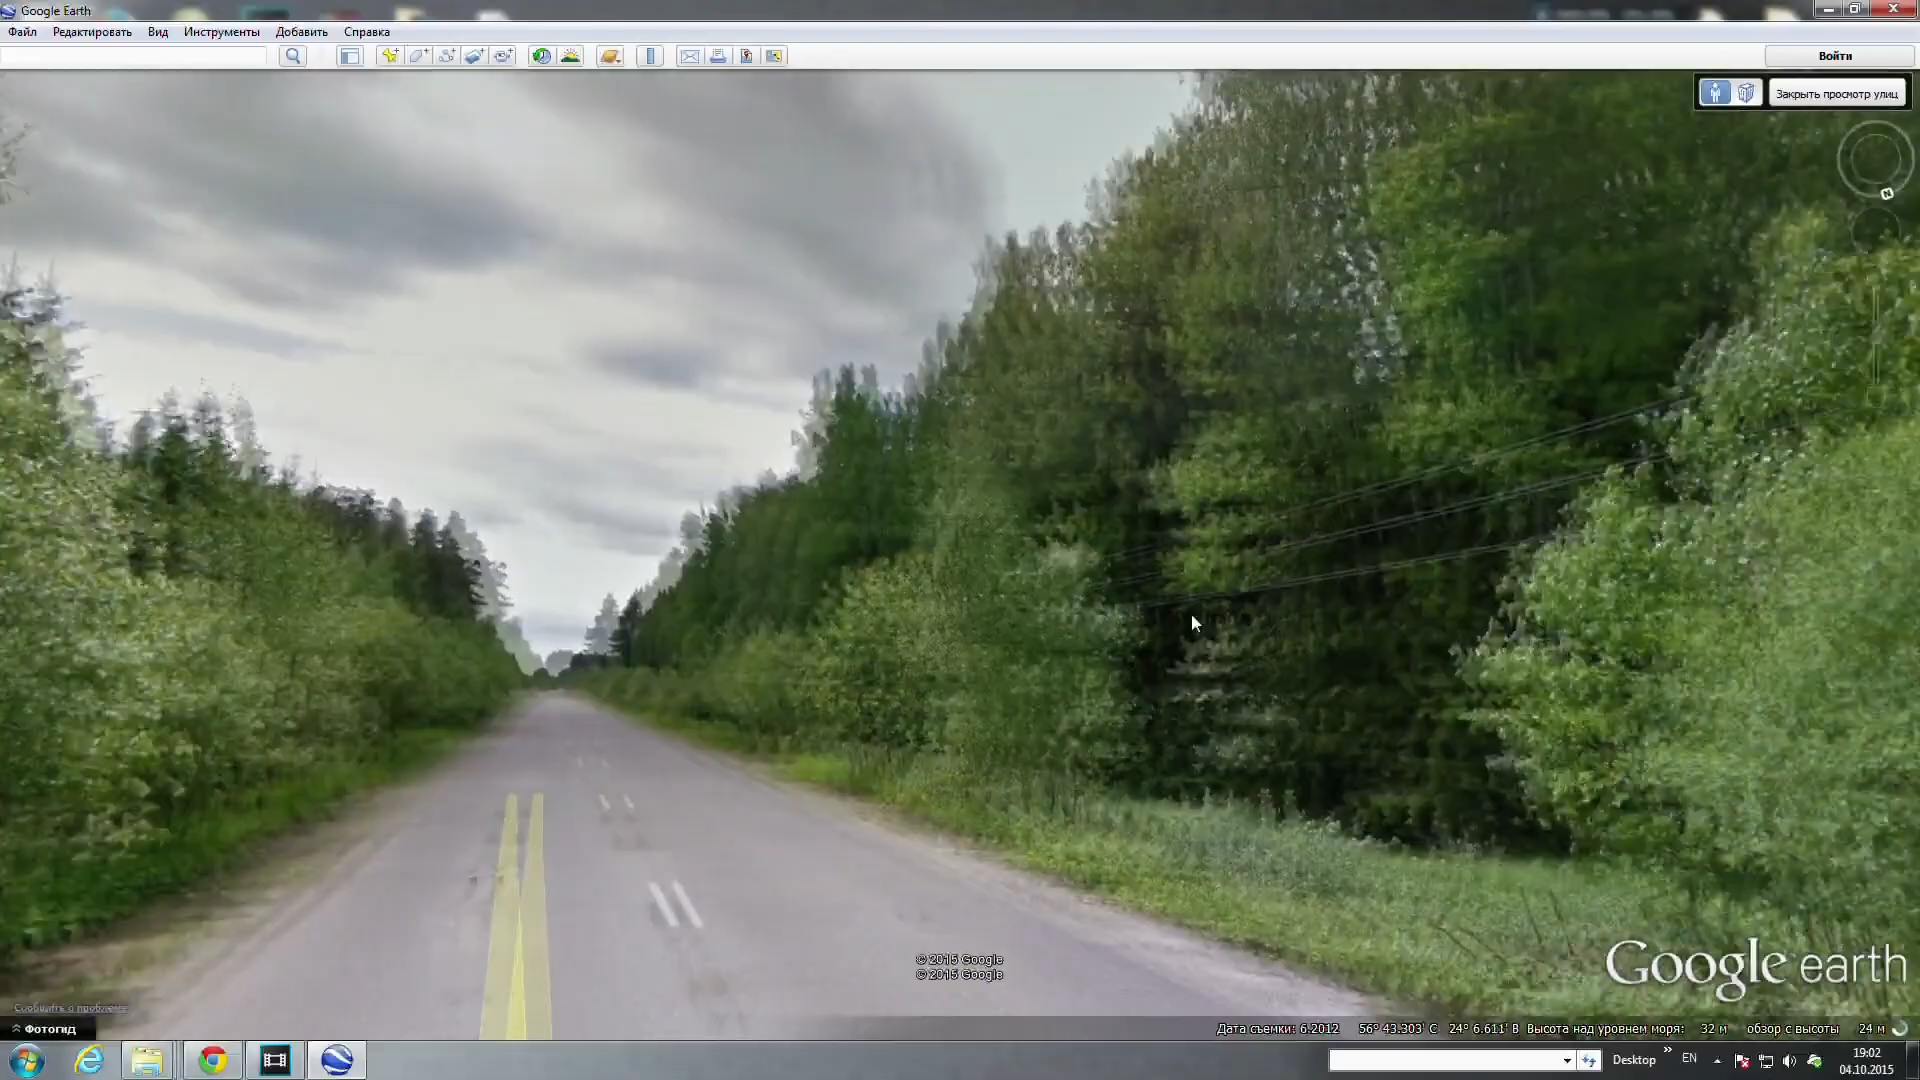 Google Earth
Файл Редактировать Вид Инструменты Добавить Справка
Войти
Закрыть просмотр улиц
N
© 2015 Google
© 2015 Google
Google earth
Сообщить о проблеме
Фотогид
Дата съемки: 6.2012 56° 43.303' С 24° 6.611' В Высота над уровнем моря: 32 м обзор с высоты 24 м
Desktop » EN 19:02
04.10.2015